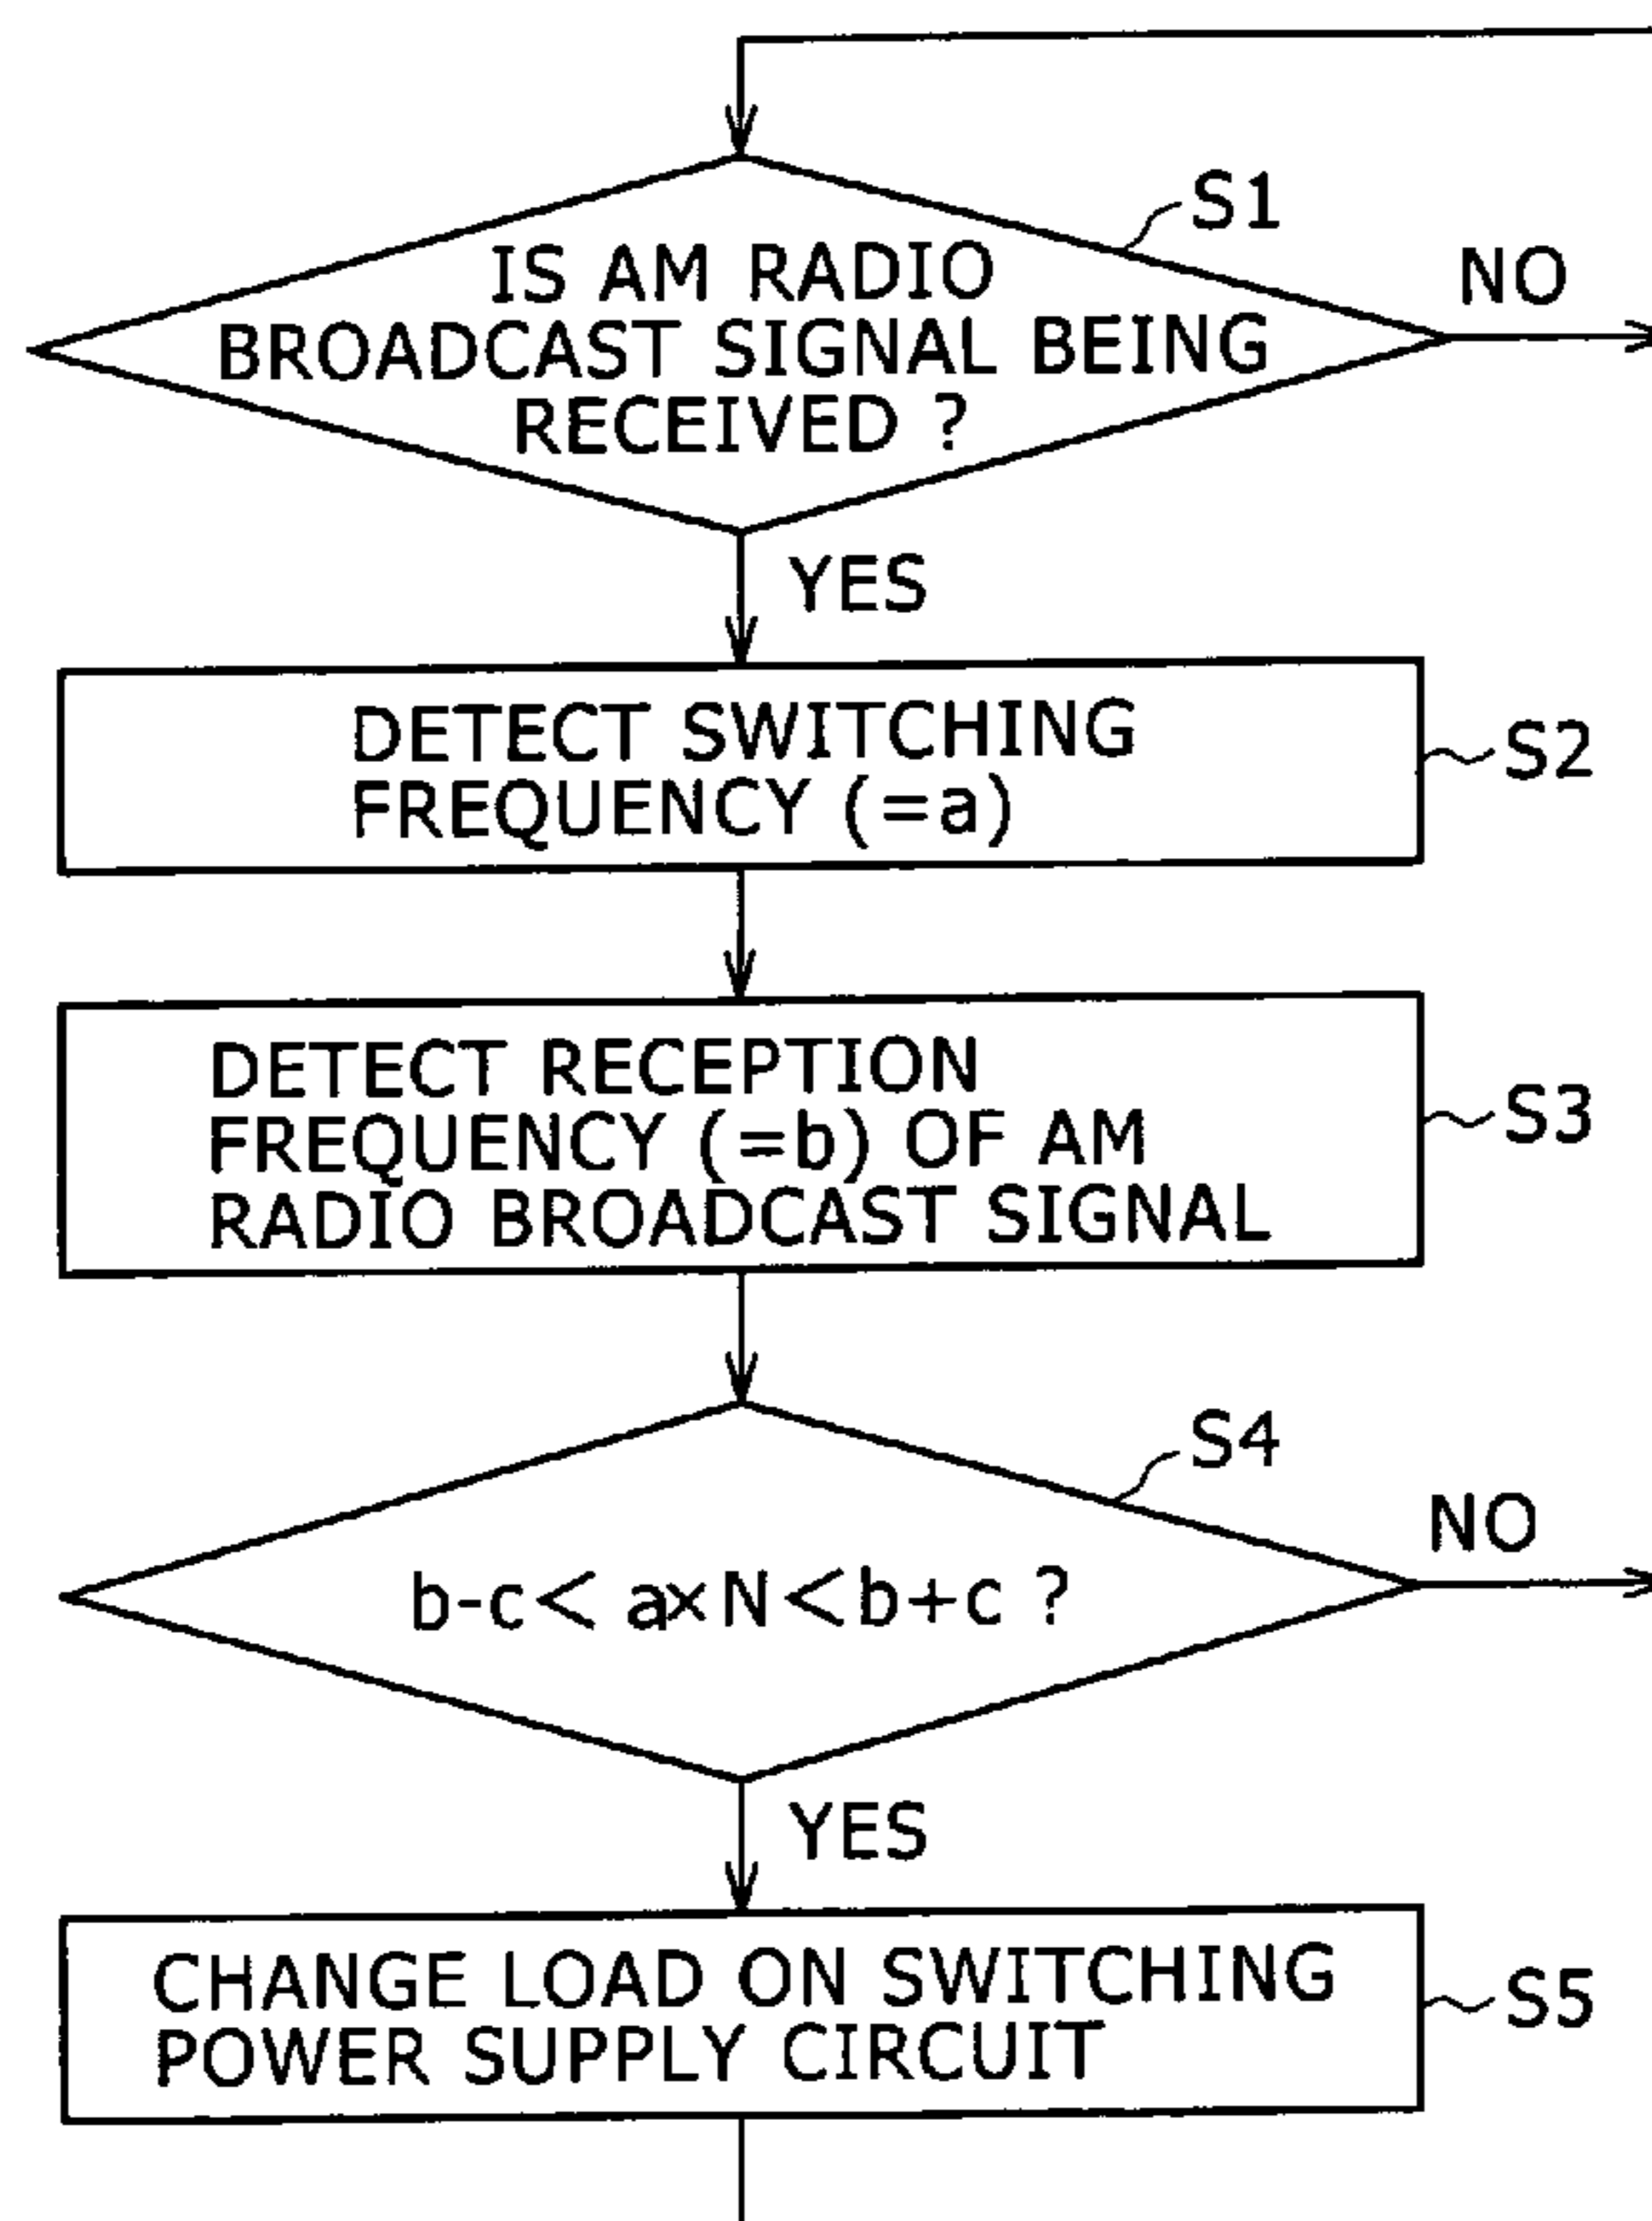 S1
IS AM RADIO
BROADCAST SIGNAL BEING
RECEIVED ?
NO
YES
DETECT SWITCHING
FREQUENCY (=a)
S2
DETECT RECEPTION
FREQUENCY (=b) OF AM
RADIO BROADCAST SIGNAL
S3
S4
b-c< a×N<b+c ?
NO
YES
CHANGE LOAD ON SWITCHING
POWER SUPPLY CIRCUIT
S5